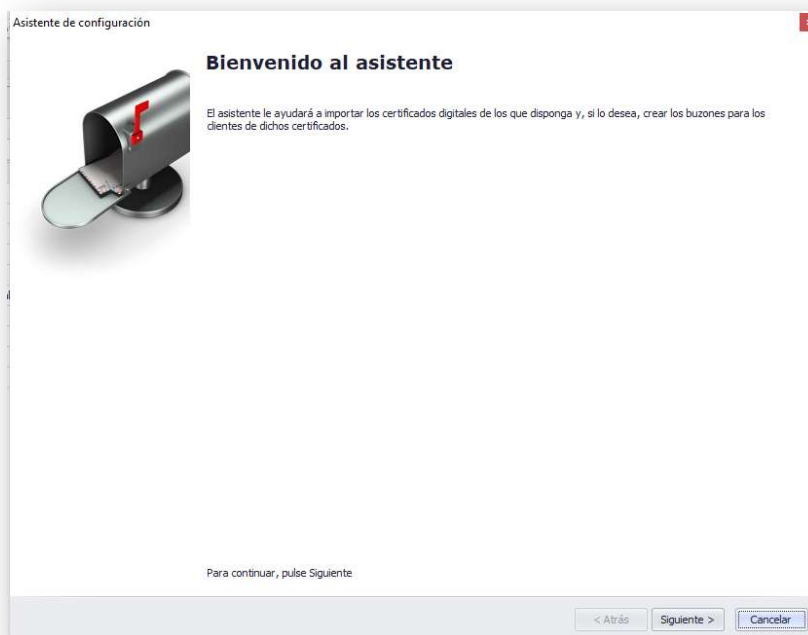 Asistente de configuración
Bienvenido al asistente
El asistente le ayudará a importar los certificados digitales de los que disponga y, si lo desea, crear los buzones para los
clientes de dichos certificados.
Para continuar, pulse Siguiente
< Atrás   Siguiente >   Cancelar